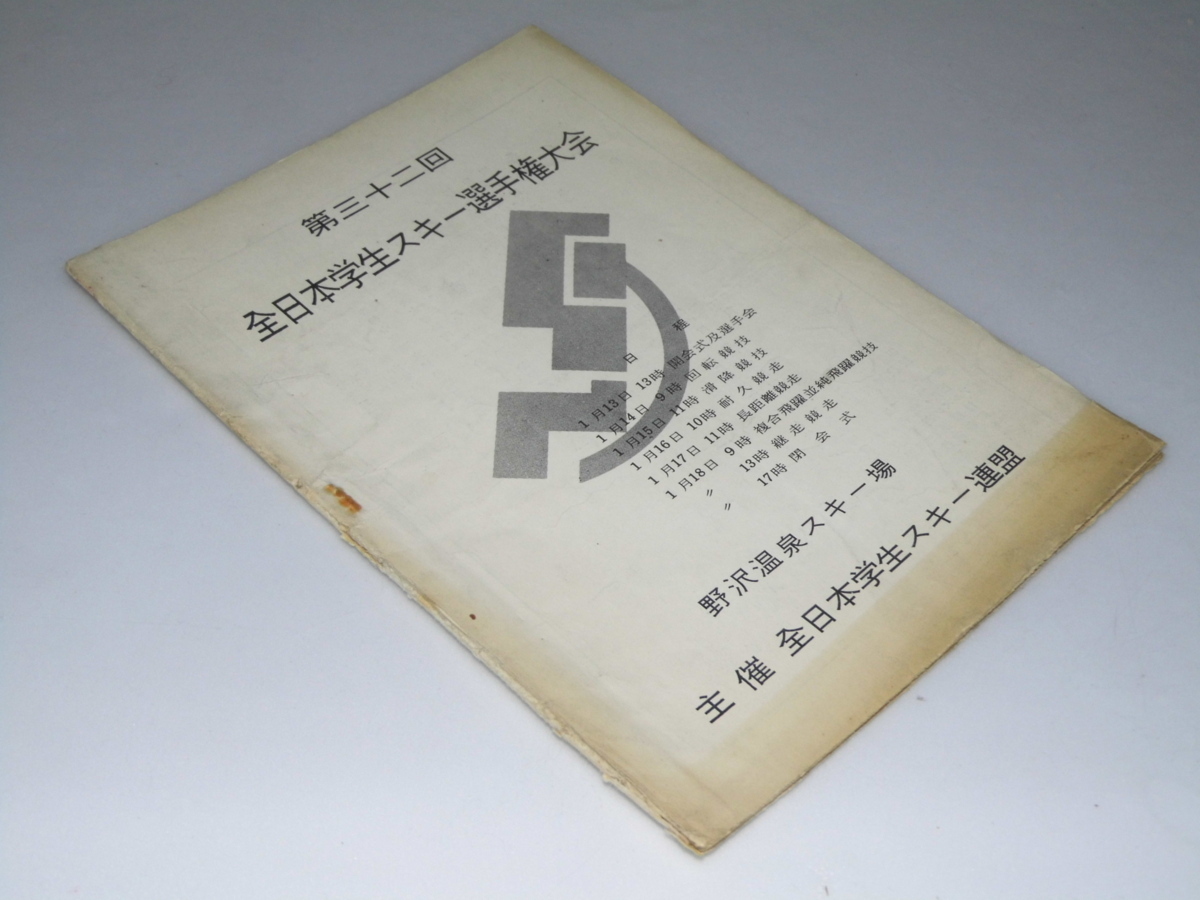 第三十二回
全日本学生スキー選手権大会
日程
1月13日 13時 開会式及選手会
1月14日 9時 回転競技
1月15日 11時 滑降競技
1月16日 10時 耐久競走
1月17日 11時 長距離競走
1月18日 9時 複合飛躍並純飛躍競技
〃 13時 継走競走
〃 17時 閉会式
野沢温泉スキー場
主催 全日本学生スキー連盟